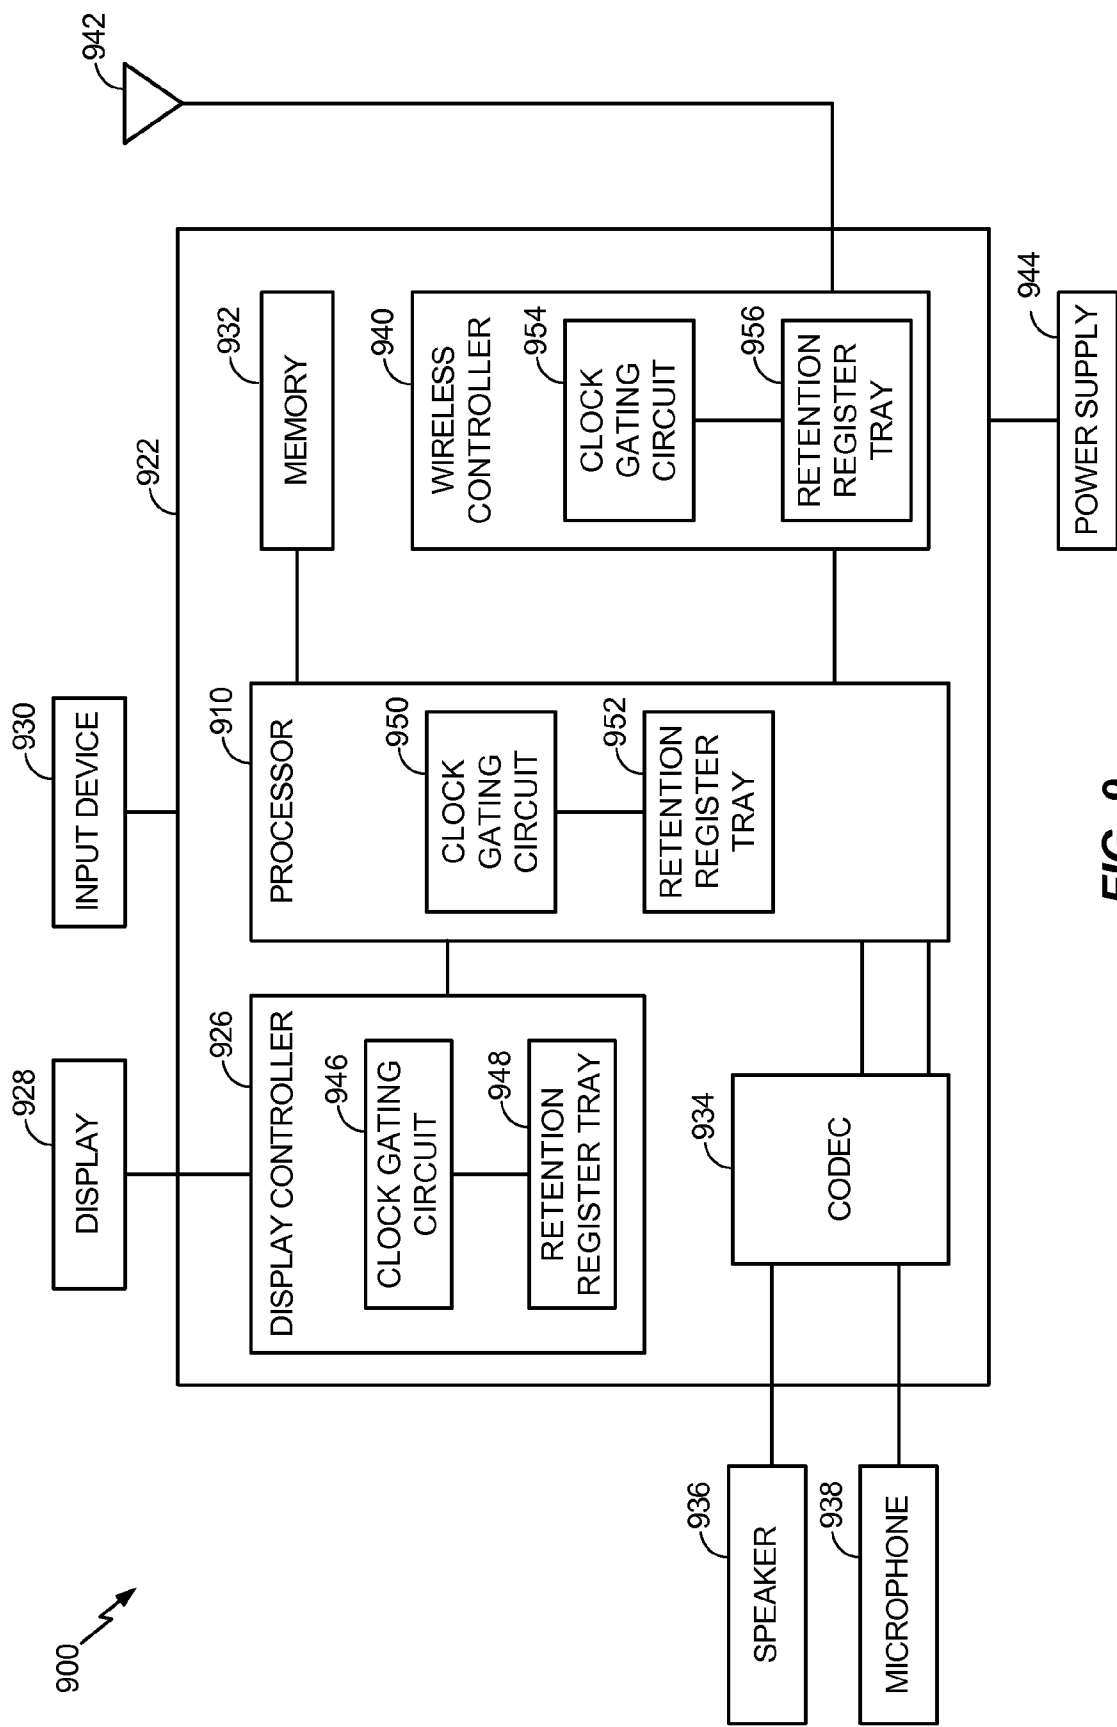 900
928
DISPLAY
930
INPUT DEVICE
922
942
926
DISPLAY CONTROLLER
946
CLOCK GATING
CIRCUIT
948
RETENTION
REGISTER TRAY
910
PROCESSOR
950
CLOCK
GATING
CIRCUIT
952
RETENTION
REGISTER
TRAY
932
MEMORY
940
WIRELESS
CONTROLLER
954
CLOCK
GATING
CIRCUIT
956
RETENTION
REGISTER
TRAY
934
CODEC
936
SPEAKER
938
MICROPHONE
944
POWER SUPPLY
FIG.